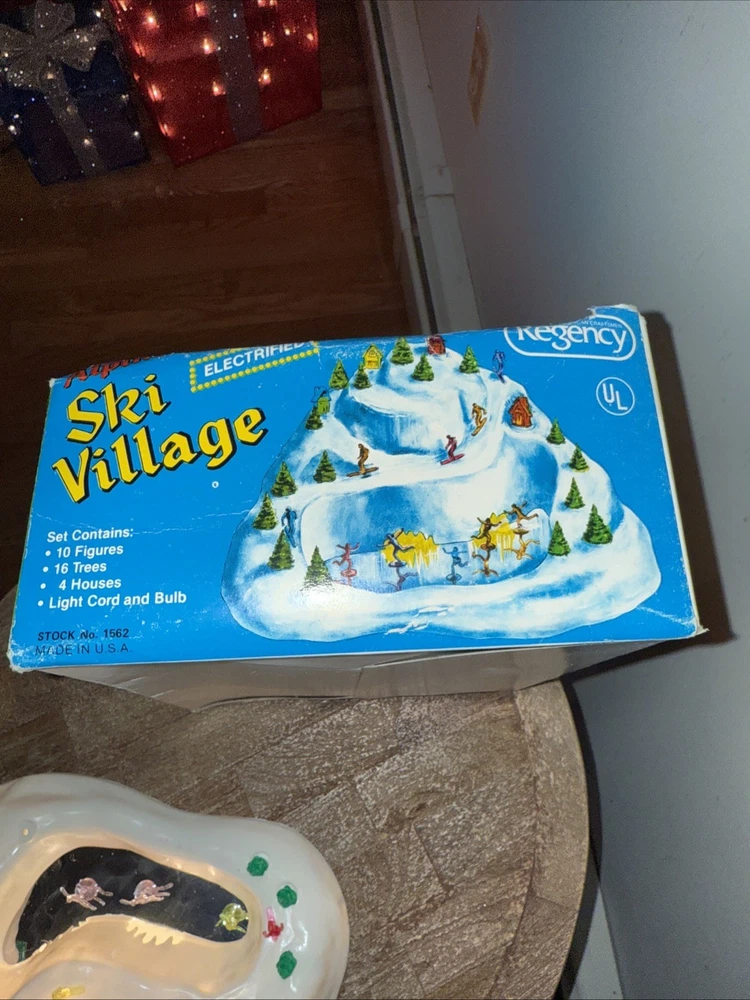 ELECTRIFIED
Ski
Village
Regency
UL
Set Contains:
• 10 Figures
• 16 Trees
• 4 Houses
• Light Cord and Bulb
STOCK No. 1562
MADE IN U.S.A.